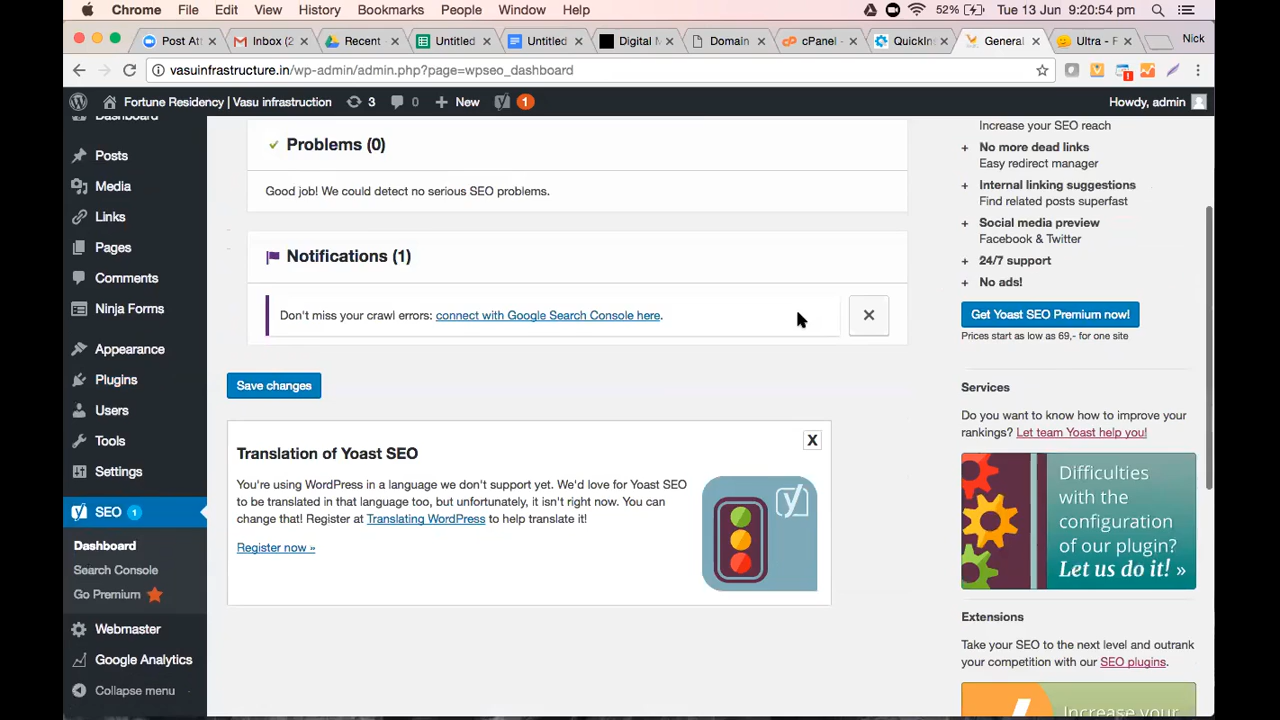 Chrome File Edit View History Bookmarks People Window Help 52% Tue 13 Jun 9:20:54 pm
Post At Inbox (2 Recent Untitled Untitled Digital M Domain cPanel - QuickIn General Ultra - F Nick
vasuinfrastructure.in/wp-admin/admin.php?page=wpseo_dashboard
Fortune Residency | Vasu infrastruction 3 0 + New 1 Howdy, admin
Dashboard
Posts
Media
Links
Pages
Comments
Ninja Forms
Appearance
Plugins
Users
Tools
Settings
SEO 1
Dashboard
Search Console
Go Premium
Webmaster
Google Analytics
Collapse menu
Problems (0)
Good job! We could detect no serious SEO problems.
Notifications (1)
Don't miss your crawl errors: connect with Google Search Console here.
Save changes
Translation of Yoast SEO
X
You're using WordPress in a language we don't support yet. We'd love for Yoast SEO
to be translated in that language too, but unfortunately, it isn't right now. You can
change that! Register at Translating WordPress to help translate it!
Register now »
Increase your SEO reach
+ No more dead links
Easy redirect manager
+ Internal linking suggestions
Find related posts superfast
+ Social media preview
Facebook & Twitter
+ 24/7 support
+ No ads!
Get Yoast SEO Premium now!
Prices start as low as 69,- for one site
Services
Do you want to know how to improve your
rankings? Let team Yoast help you!
Difficulties
with the
configuration
of our plugin?
Let us do it! »
Extensions
Take your SEO to the next level and outrank
your competition with our SEO plugins.
Increase your